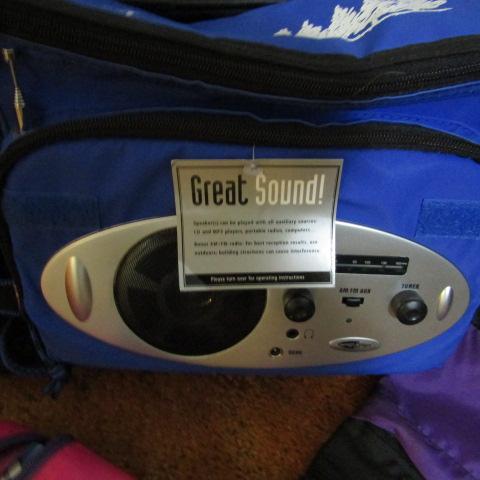 Great Sound!
Speaker(s) can be played with all auxiliary sources:
CD and MP3 players, portable radios, computers...
Bonus AM/FM radio: for best reception results, use
outdoors; building structures can cause interference.
Please turn over for operating instructions
AM FM AUX
TUNER